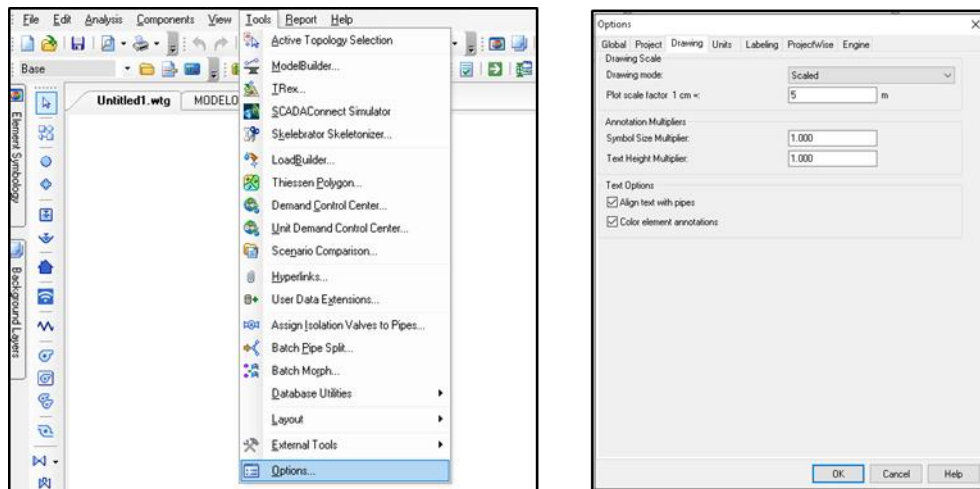 File Edit Analysis Components View Tools Report Help
Base
Untitled1.wtg MODELO
Element Symbology
Background Layers
Active Topology Selection
ModelBuilder...
TRex...
SCADAConnect Simulator
Skelebrator Skeletonizer...
LoadBuilder...
Thiessen Polygon...
Demand Control Center...
Unit Demand Control Center...
Scenario Comparison...
Hyperlinks...
User Data Extensions...
Assign Isolation Valves to Pipes...
Batch Pipe Split...
Batch Morph...
Database Utilities
Layout
External Tools
Options...
Options
Global Project Drawing Units Labeling ProjectWise Engine
Drawing Scale
Drawing mode: Scaled
Plot scale factor 1 cm =: 5 m
Annotation Multipliers
Symbol Size Multiplier: 1.000
Text Height Multiplier: 1.000
Text Options
Align text with pipes
Color element annotations
OK Cancel Help